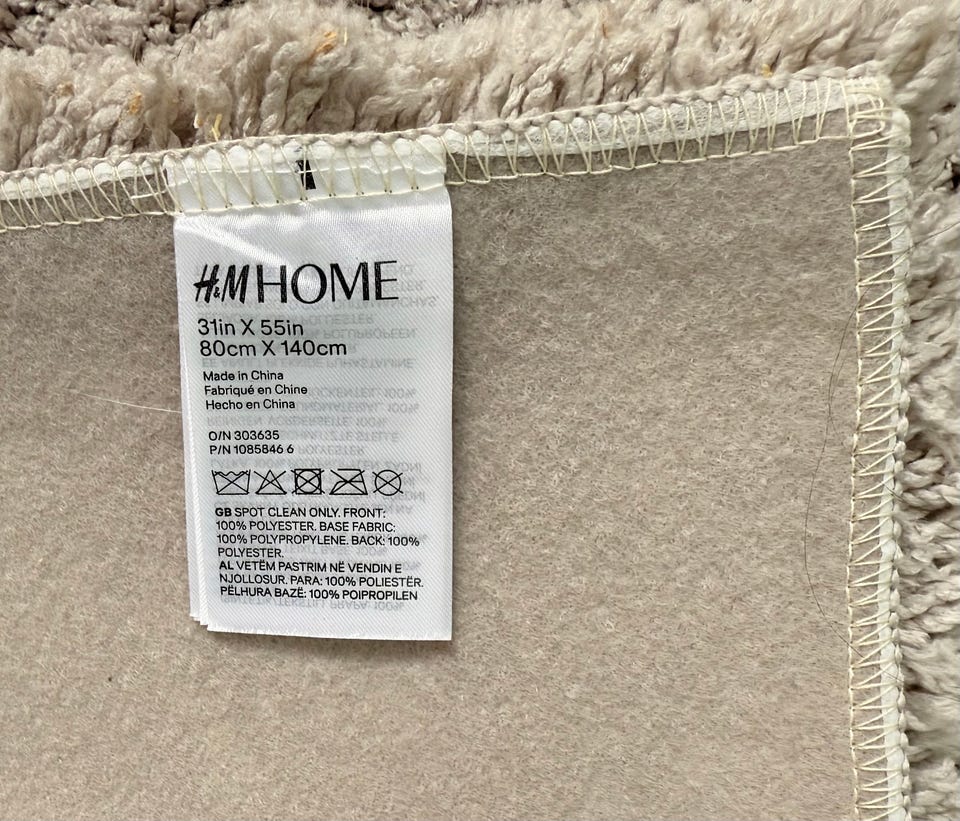 H&M HOME
31in X 55in
80cm X 140cm
Made in China
Fabriqué en Chine
Hecho en China
O/N 303635
P/N 1085846 6
GB SPOT CLEAN ONLY. FRONT:
100% POLYESTER. BASE FABRIC:
100% POLYPROPYLENE. BACK: 100%
POLYESTER.
AL VETËM PASTRIM NË VENDIN E
NJOLLOSUR. PARA: 100% POLIESTËR.
PËLHURA BAZË: 100% POIPROPILEN